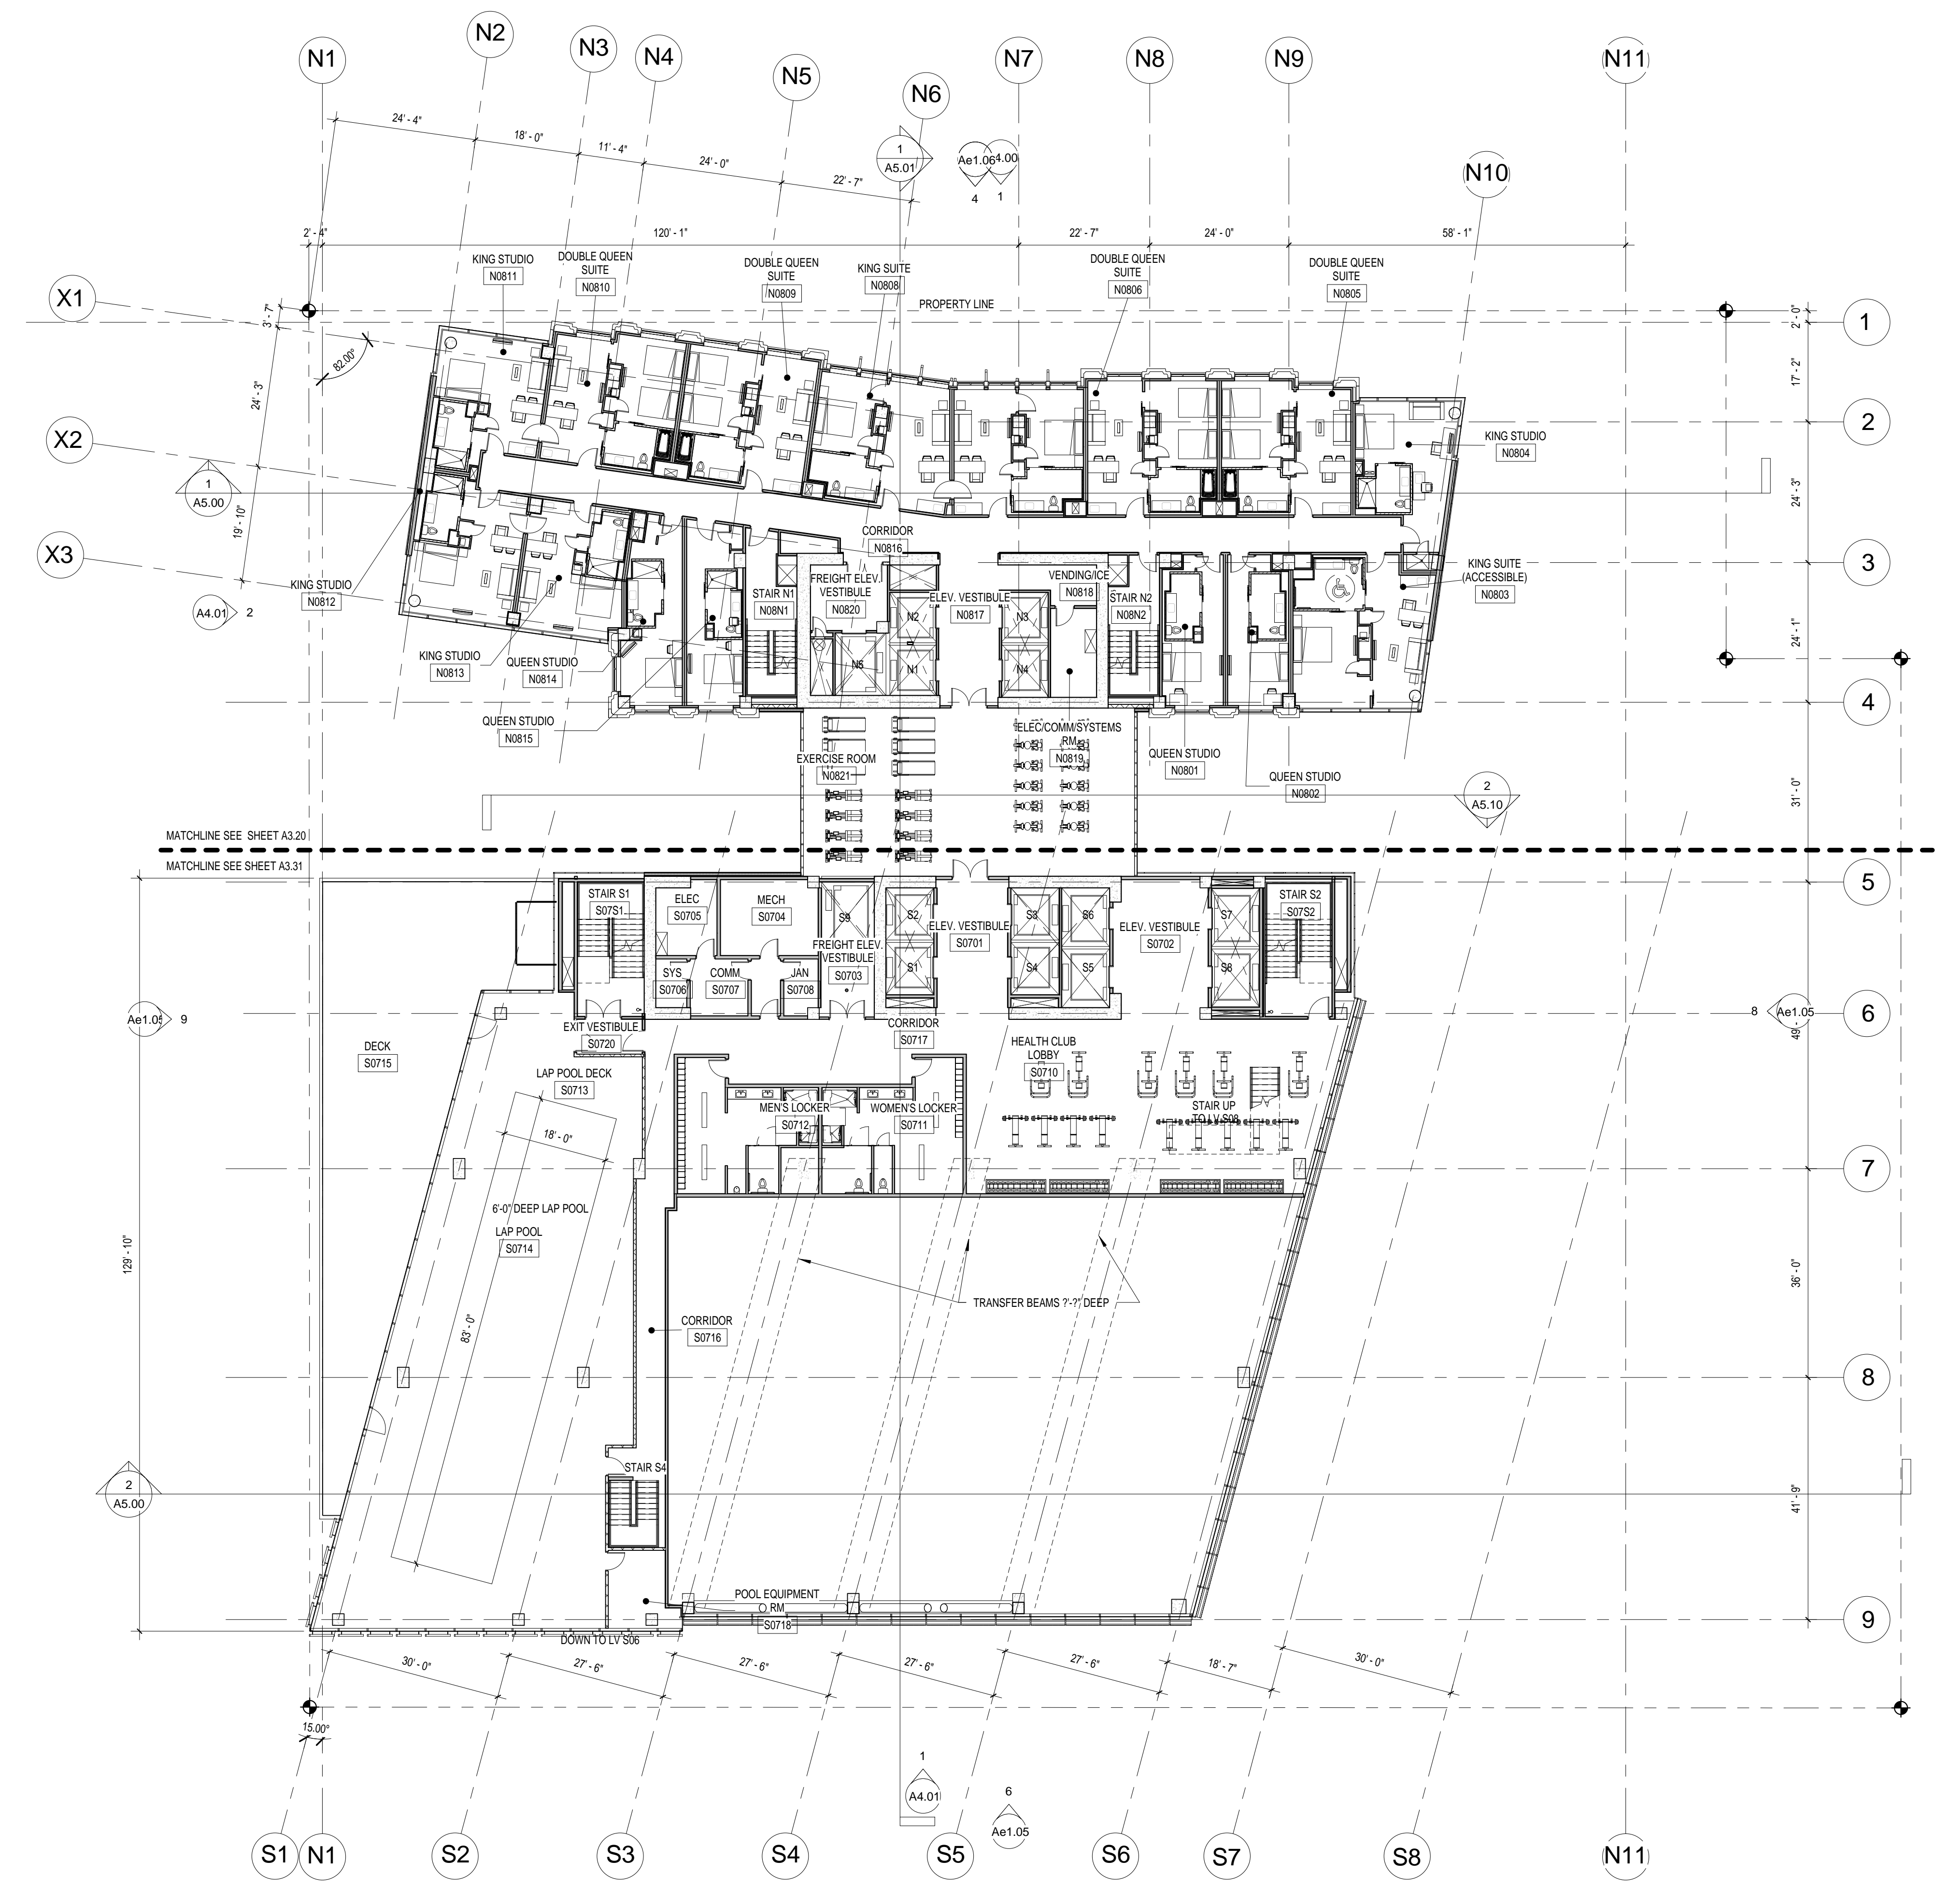 N1
N2
N3
N4
N5
N6
N7
N8
N9
N10
N11
24' - 4"
18' - 0"
11' - 4"
24' - 0"
22' - 7"
1
A5.01
Ae1.06
4
4.00
1
2' - 4"
120' - 1"
22' - 7"
24' - 0"
58' - 1"
KING STUDIO
N0811
DOUBLE QUEEN
SUITE
N0810
DOUBLE QUEEN
SUITE
N0809
KING SUITE
N0808
DOUBLE QUEEN
SUITE
N0806
DOUBLE QUEEN
SUITE
N0805
PROPERTY LINE
X1
X2
X3
3' - 7"
82.00°
24' - 3"
19' - 10"
1
A5.00
A4.01
2
1
2
3
4
5
6
7
8
9
2' - 0"
17' - 2"
24' - 3"
24' - 1"
31' - 0"
49' -
36' - 0"
41' - 9"
KING STUDIO
N0804
KING SUITE
(ACCESSIBLE)
N0803
KING STUDIO
N0812
KING STUDIO
N0813
QUEEN STUDIO
N0814
QUEEN STUDIO
N0815
STAIR N1
N08N1
CORRIDOR
N0816
FREIGHT ELEV.
VESTIBULE
N0820
ELEV. VESTIBULE
N0817
VENDING/ICE
N0818
STAIR N2
N08N2
N2
N1
N3
N4
N5
EXERCISE ROOM
N0821
ELEC/COMM/SYSTEMS
RM
N0819
QUEEN STUDIO
N0801
QUEEN STUDIO
N0802
2
A5.10
MATCHLINE SEE SHEET A3.20
MATCHLINE SEE SHEET A3.31
STAIR S1
S07S1
ELEC
S0705
MECH
S0704
SYS
S0706
COMM
S0707
JAN
S0708
S9
FREIGHT ELEV.
VESTIBULE
S0703
S2
S1
ELEV. VESTIBULE
S0701
S3
S4
S6
S5
ELEV. VESTIBULE
S0702
S7
S8
STAIR S2
S07S2
Ae1.05
9
8
Ae1.05
EXIT VESTIBULE
S0720
CORRIDOR
S0717
DECK
S0715
LAP POOL DECK
S0713
HEALTH CLUB
LOBBY
S0710
MEN'S LOCKER
S0712
WOMEN'S LOCKER
S0711
STAIR UP
TO LV S08
18' - 0"
6'-0" DEEP LAP POOL
LAP POOL
S0714
83' - 0"
129' - 10"
TRANSFER BEAMS ?'-?" DEEP
CORRIDOR
S0716
STAIR S4
2
A5.00
POOL EQUIPMENT
RM
S0718
DOWN TO LV S06
30' - 0"
27' - 6"
27' - 6"
27' - 6"
27' - 6"
18' - 7"
30' - 0"
15.00°
1
A4.01
6
Ae1.05
S1
N1
S2
S3
S4
S5
S6
S7
S8
N11